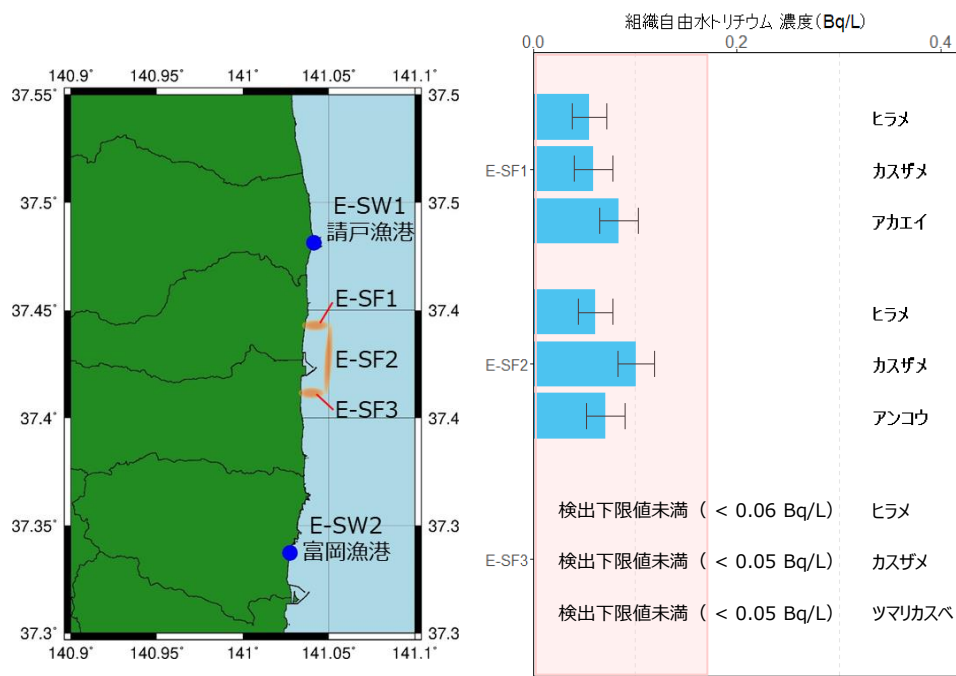 140.9° 140.95° 141° 141.05° 141.1°
37.55° 37.5
37.5° 37.5
37.45° 37.4
37.4° 37.4
37.35° 37.3
37.3° 37.3
140.9° 140.95° 141° 141.05° 141.1°
E-SW1
請戸漁港
E-SF1
E-SF2
E-SF3
E-SW2
富岡漁港
組織自由水トリチウム 濃度(Bq/L)
0.0 0.2 0.4
ヒラメ
E-SF1 カスザメ
アカエイ
ヒラメ
E-SF2 カスザメ
アンコウ
検出下限値未満( < 0.06 Bq/L) ヒラメ
E-SF3 検出下限値未満( < 0.05 Bq/L) カスザメ
検出下限値未満( < 0.05 Bq/L) ツマリカスベ